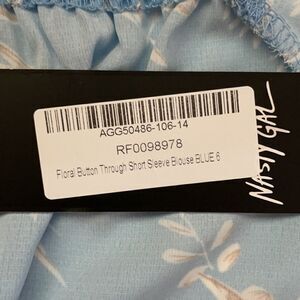 AGG50486-106-14
RF0098978
Floral Button Through Short Sleeve Blouse BLUE 6
NASTY GAL